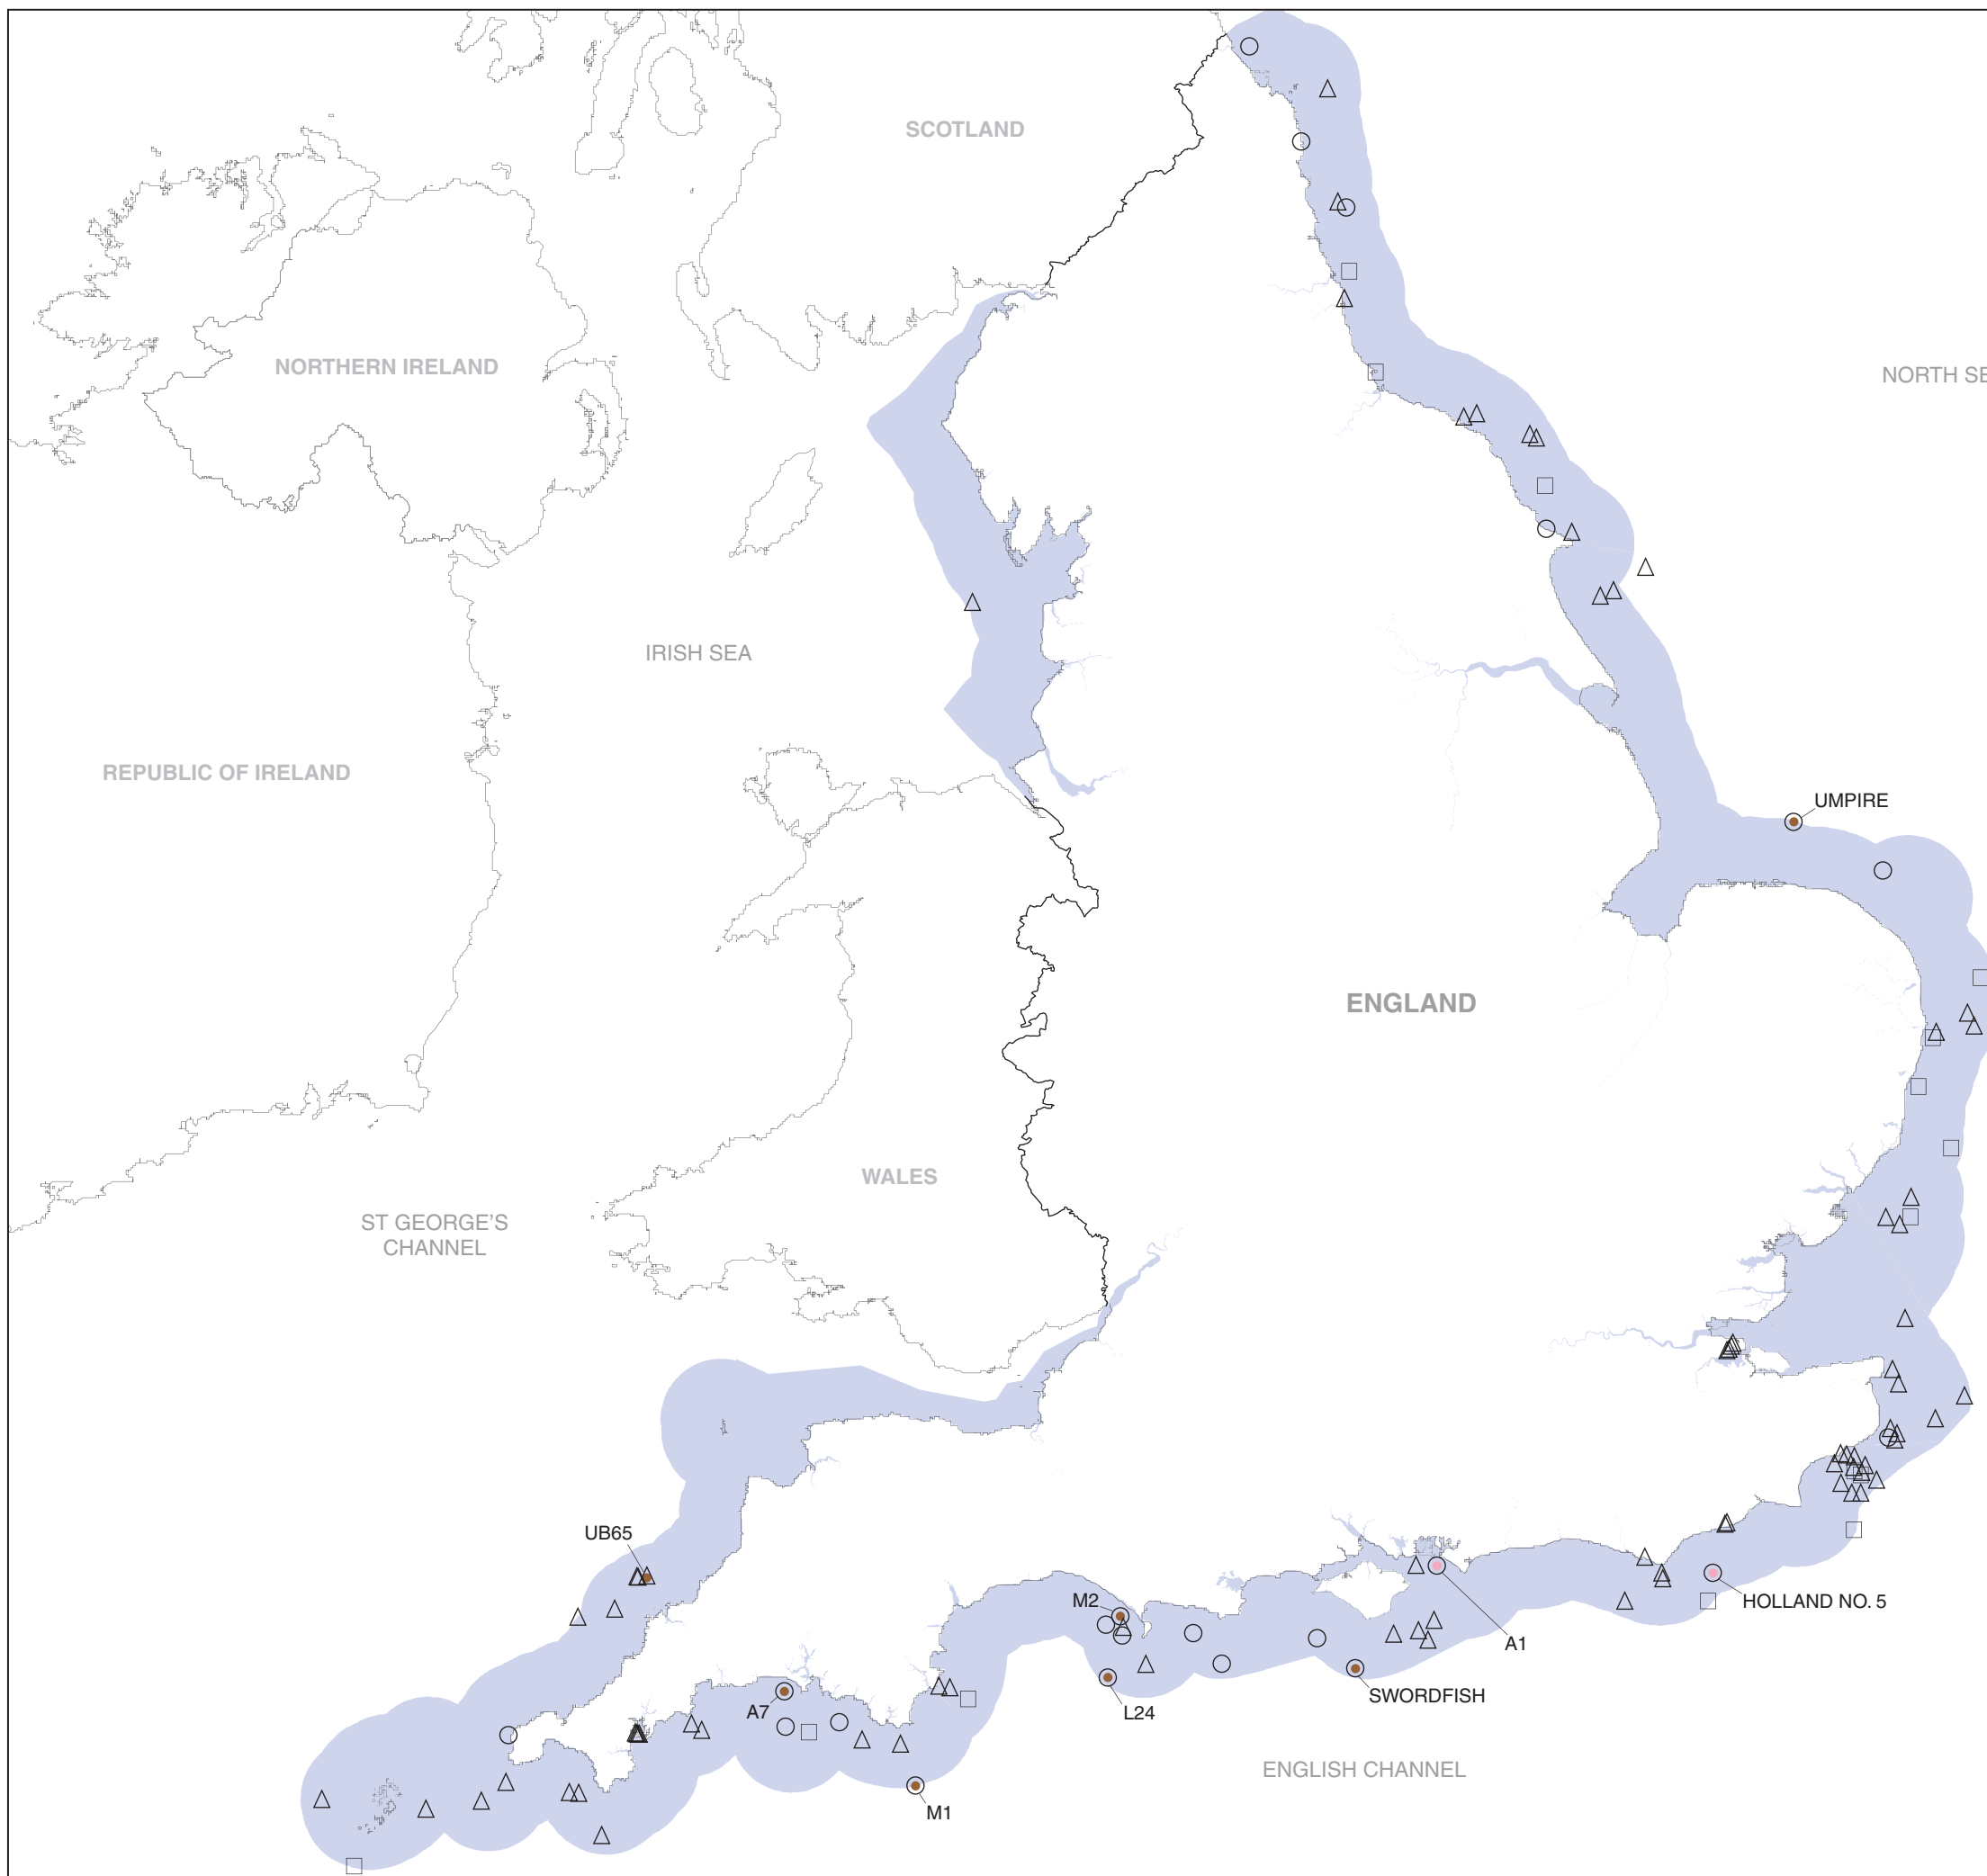 SCOTLAND
NORTHERN IRELAND
NORTH SE
IRISH SEA
REPUBLIC OF IRELAND
UMPIRE
ENGLAND
WALES
ST GEORGE'S
CHANNEL
UB65
M2
HOLLAND NO. 5
A1
SWORDFISH
A7
L24
ENGLISH CHANNEL
M1